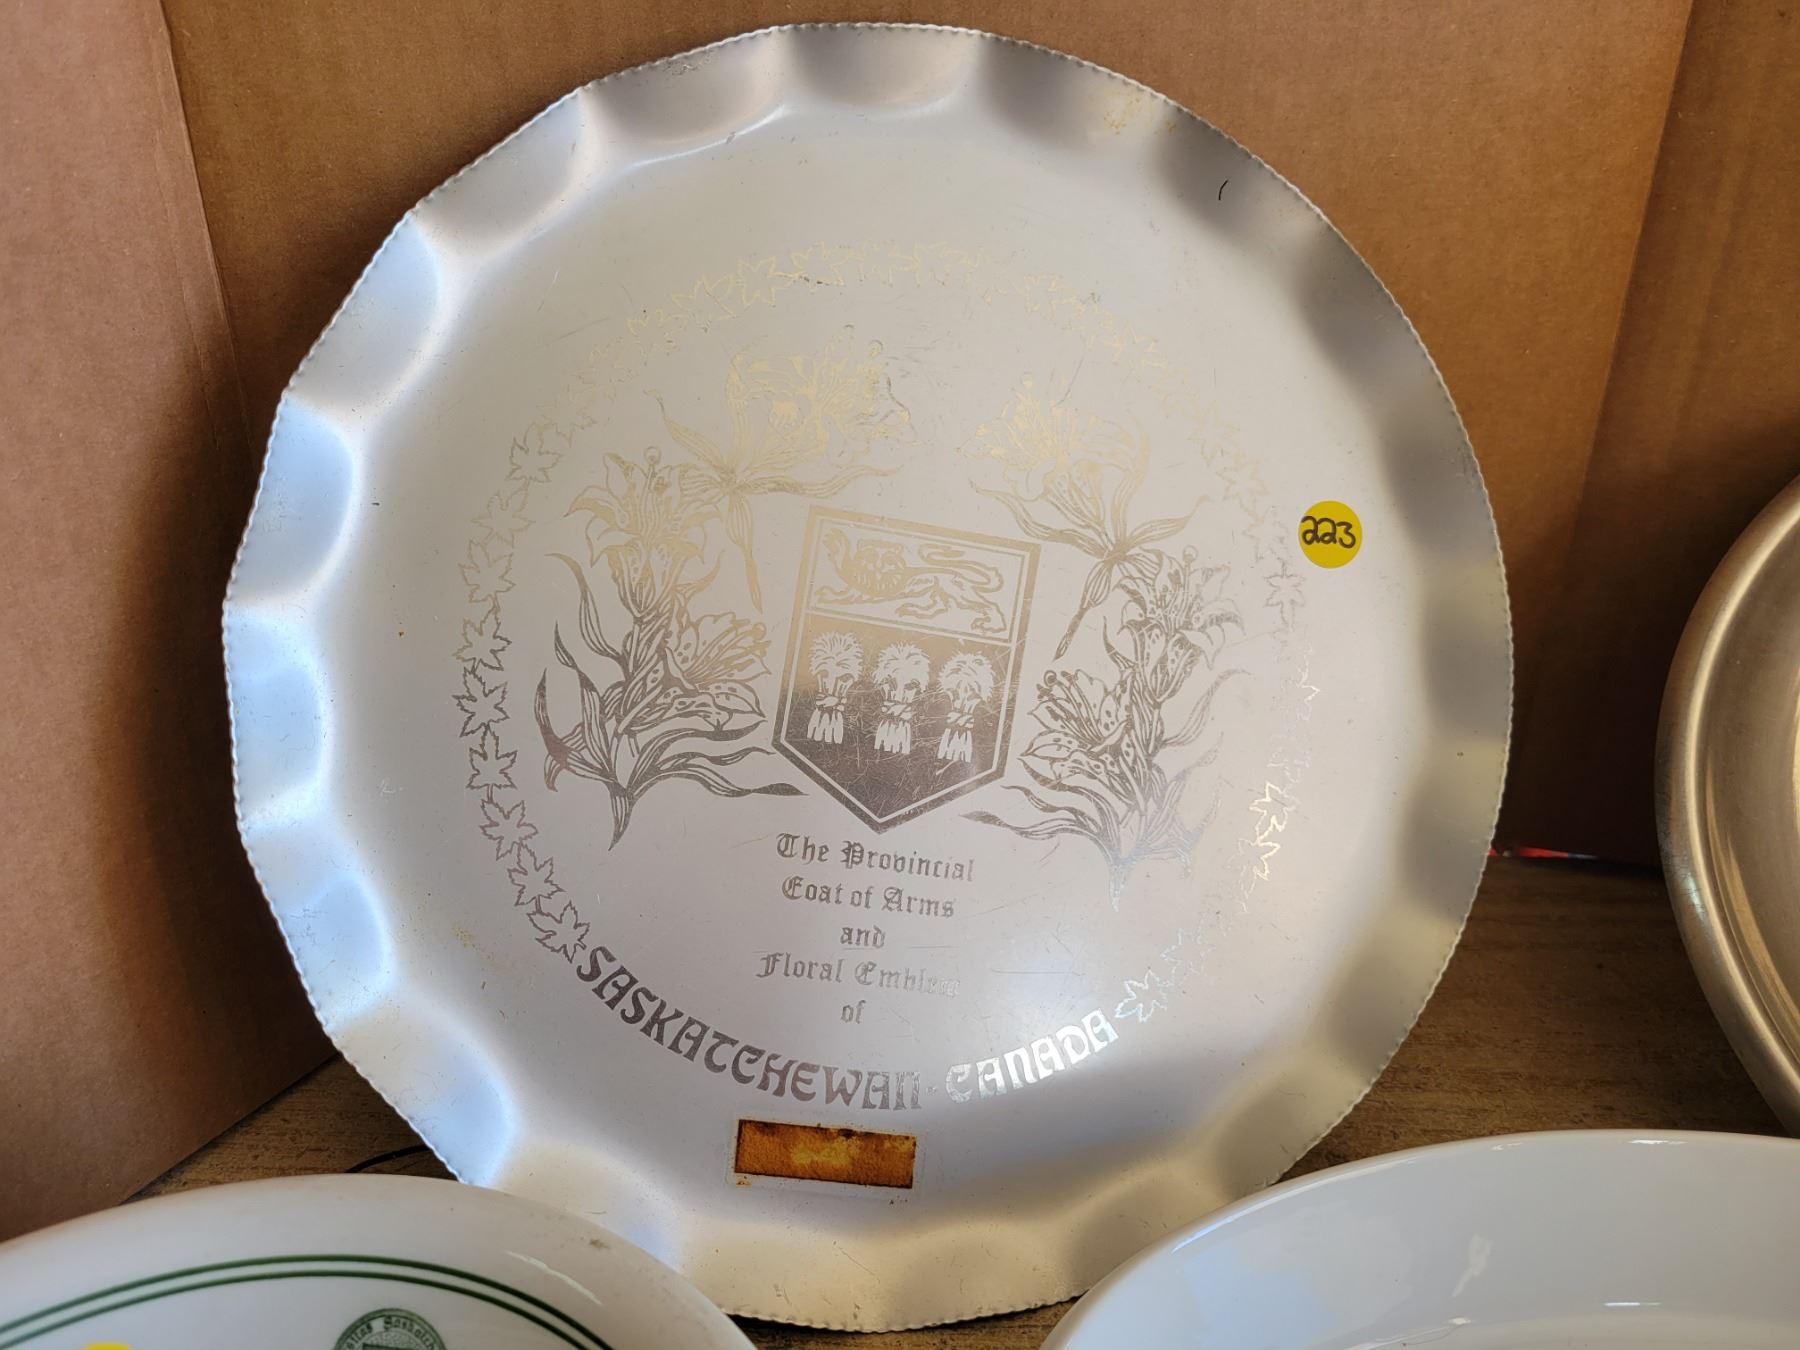 223
The Provincial
Coat of Arms
and
Floral Emblem
of
SASKATCHEWAN - CANADA